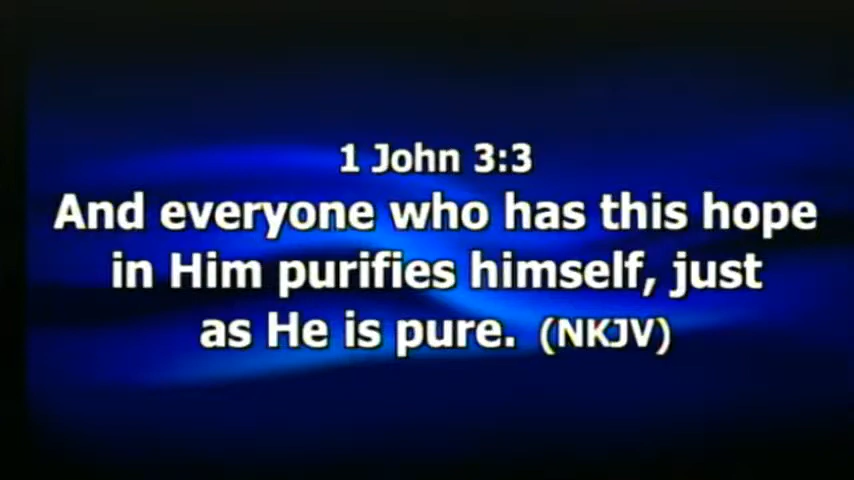 1 John 3:3
And everyone who has this hope
in Him purifies himself, just
as He is pure. (NKJV)